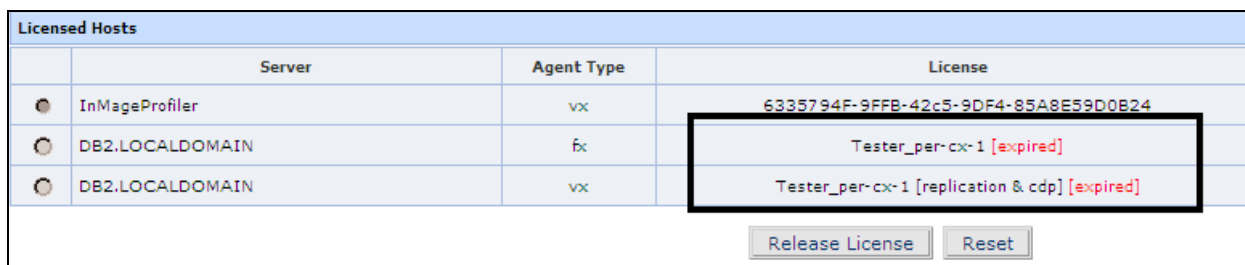 Licensed Hosts
Server Agent Type License
InMageProfiler vx 6335794F-9FFB-42c5-9DF4-85A8E59D0B24
DB2.LOCALDOMAIN fx Tester_per-cx-1 [expired]
DB2.LOCALDOMAIN vx Tester_per-cx-1 [replication & cdp] [expired]
Release License Reset